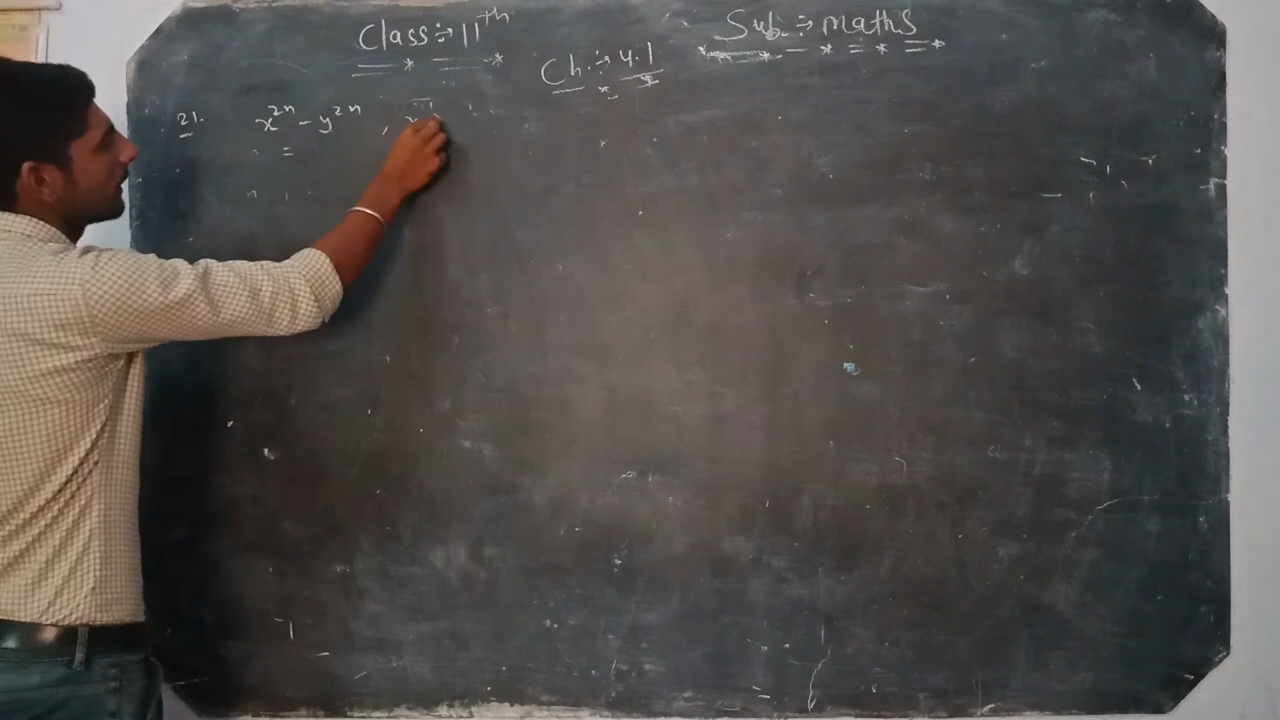 Class :- 11th
Sub :- maths
Ch :- 4.1
21. x²ⁿ - y²ⁿ , x